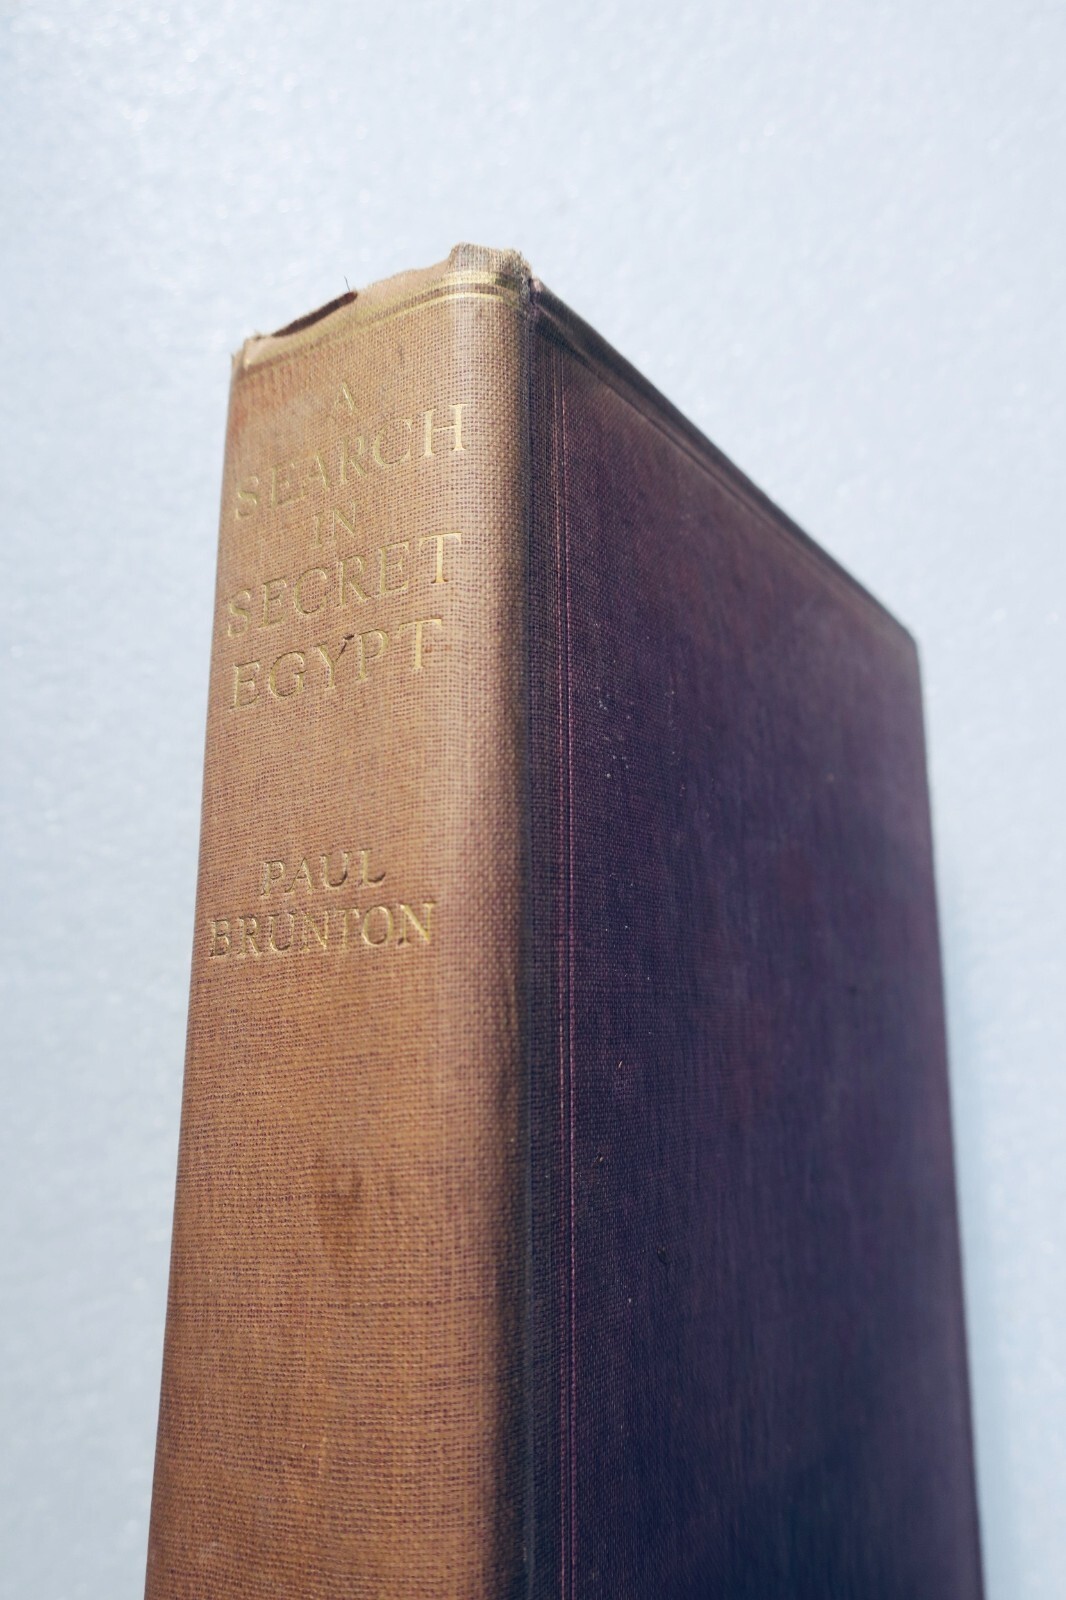 A
SEARCH
IN
SECRET
EGYPT
PAUL
BRUNTON